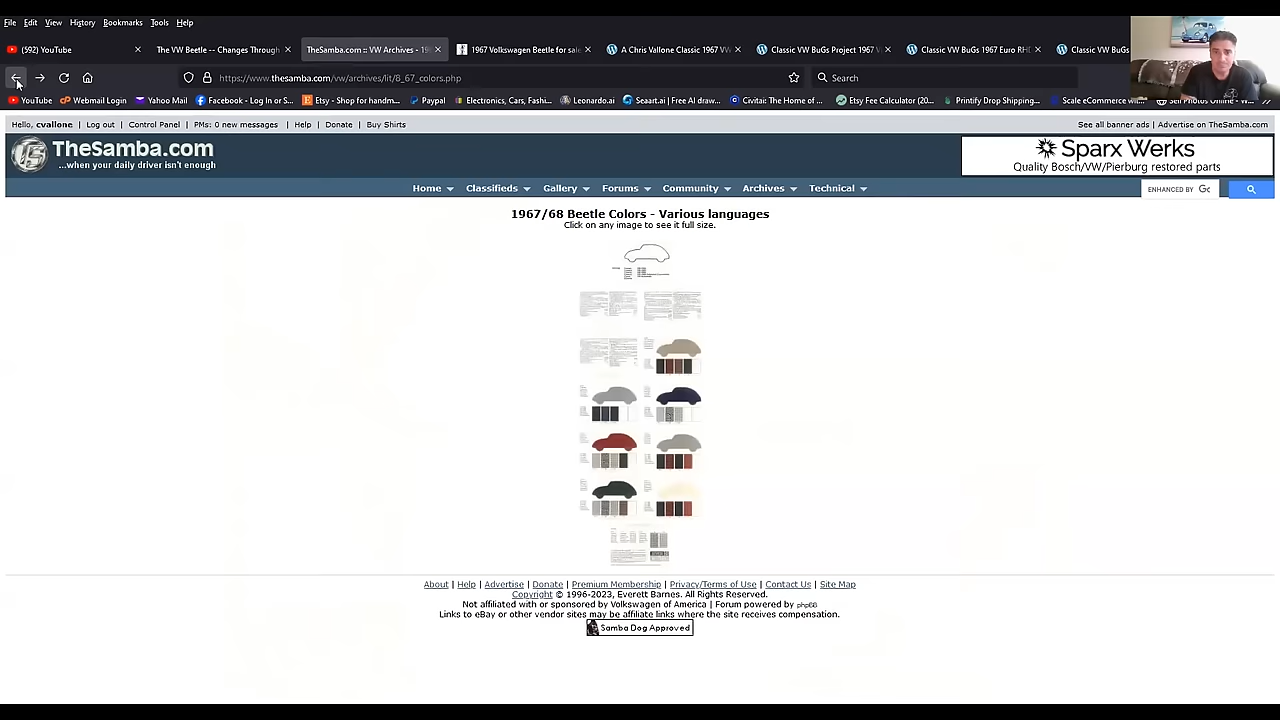 File Edit View History Bookmarks Tools Help
(592) YouTube
The VW Beetle -- Changes Through
TheSamba.com :: VW Archives - 19
1967 Volkswagen Beetle for sale
A Chris Vallone Classic 1967 VW
Classic VW BuGs Project 1967 V
Classic VW BuGs 1967 Euro RHD
Classic VW BuGs
https://www.thesamba.com/vw/archives/lit/8_67_colors.php
Search
YouTube Webmail Login Yahoo Mail Facebook - Log In or S... Etsy - Shop for handm... Paypal Electronics, Cars, Fashi... Leonardo.ai Seaart.ai | Free AI draw... Civitai: The Home of ... Etsy Fee Calculator (20... Printify Drop Shipping... Scale eCommerce wi... Sell Photos Online - W...
Hello, cvallone | Log out | Control Panel | PMs: 0 new messages | Help | Donate | Buy Shirts
See all banner ads | Advertise on TheSamba.com
TheSamba.com
...when your daily driver isn't enough
Sparx Werks
Quality Bosch/VW/Pierburg restored parts
Home Classifieds Gallery Forums Community Archives Technical
ENHANCED BY Go
1967/68 Beetle Colors - Various languages
Click on any image to see it full size.
About | Help | Advertise | Donate | Premium Membership | Privacy/Terms of Use | Contact Us | Site Map
Copyright © 1996-2023, Everett Barnes. All Rights Reserved.
Not affiliated with or sponsored by Volkswagen of America | Forum powered by phpBB
Links to eBay or other vendor sites may be affiliate links where the site receives compensation.
Samba Dog Approved